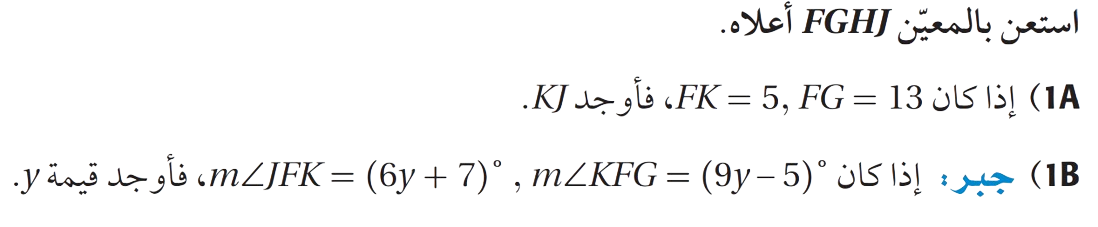 استعن بالمعيّن FGHJ أعلاه.
1A) إذا كان FK = 5, FG = 13، فأوجد KJ.
1B) جبر: إذا كان m∠JFK = (6y + 7)° , m∠KFG = (9y − 5)°، فأوجد قيمة y.